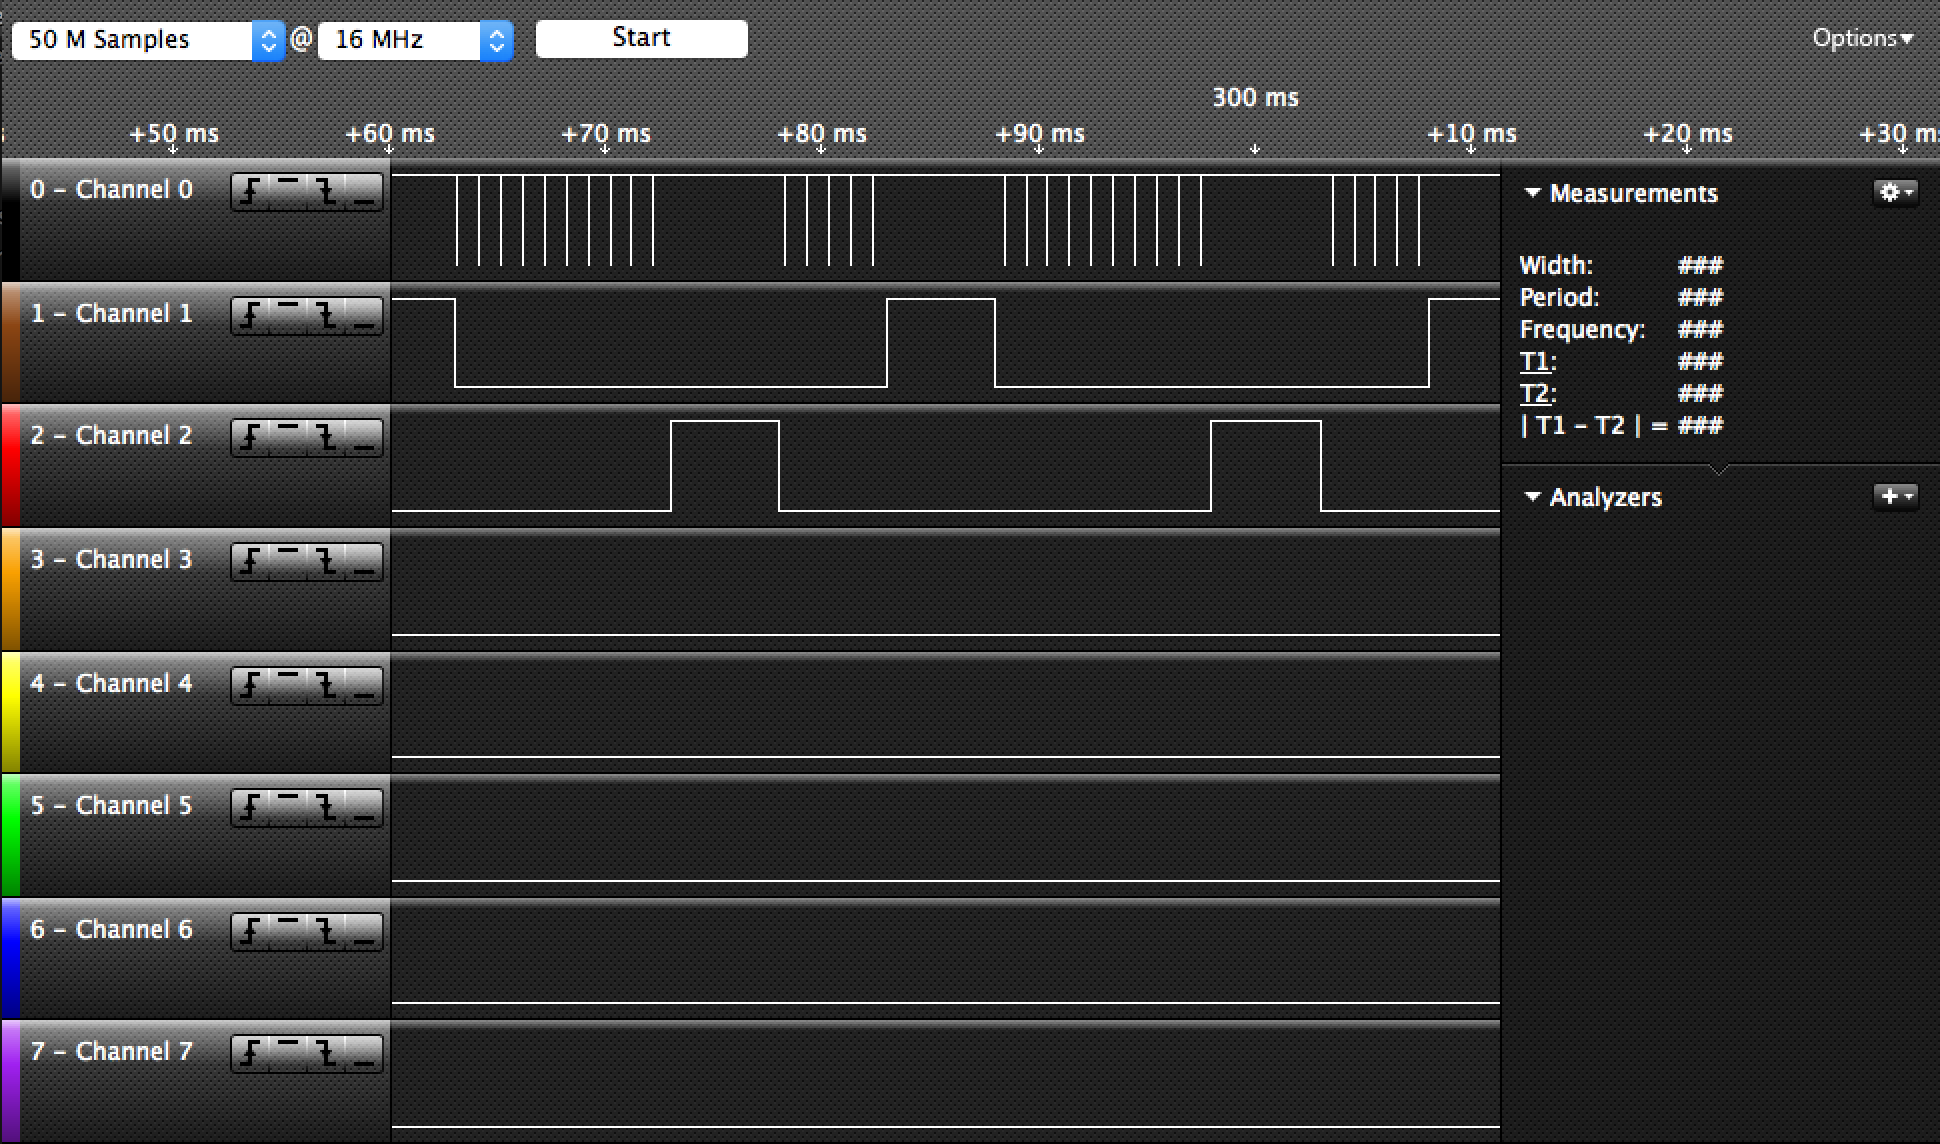 50 M Samples @ 16 MHz Start Options
300 ms
+50 ms +60 ms +70 ms +80 ms +90 ms +10 ms +20 ms +30 m
0 - Channel 0
1 - Channel 1
2 - Channel 2
3 - Channel 3
4 - Channel 4
5 - Channel 5
6 - Channel 6
7 - Channel 7
Measurements
Width: ###
Period: ###
Frequency: ###
T1: ###
T2: ###
| T1 - T2 | = ###
Analyzers